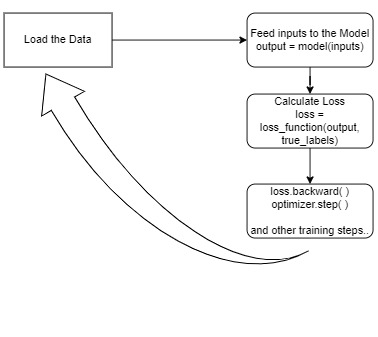 Load the Data
Feed inputs to the Model
output = model(inputs)
Calculate Loss
loss =
loss_function(output,
true_labels)
loss.backward( )
optimizer.step( )
and other training steps..